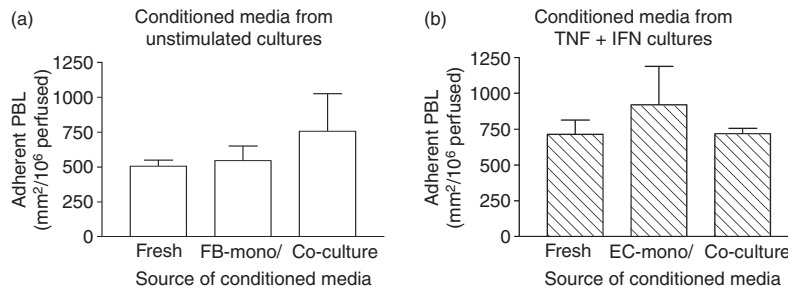 (a)
Conditioned media from
unstimulated cultures
Adherent PBL
(mm²/10⁶ perfused)
1250
1000
750
500
250
0
Fresh FB-mono/ Co-culture
Source of conditioned media
(b)
Conditioned media from
TNF + IFN cultures
Adherent PBL
(mm²/10⁶ perfused)
1250
1000
750
500
250
0
Fresh EC-mono/ Co-culture
Source of conditioned media